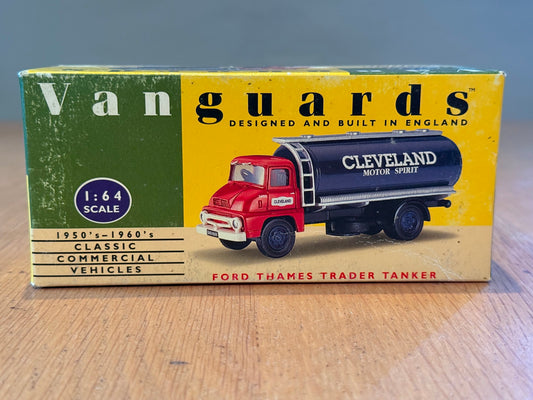 Vanguards™
DESIGNED AND BUILT IN ENGLAND
CLEVELAND
MOTOR SPIRIT
CLEVELAND
1:64
SCALE
1950's–1960's
CLASSIC
COMMERCIAL
VEHICLES
FORD THAMES TRADER TANKER